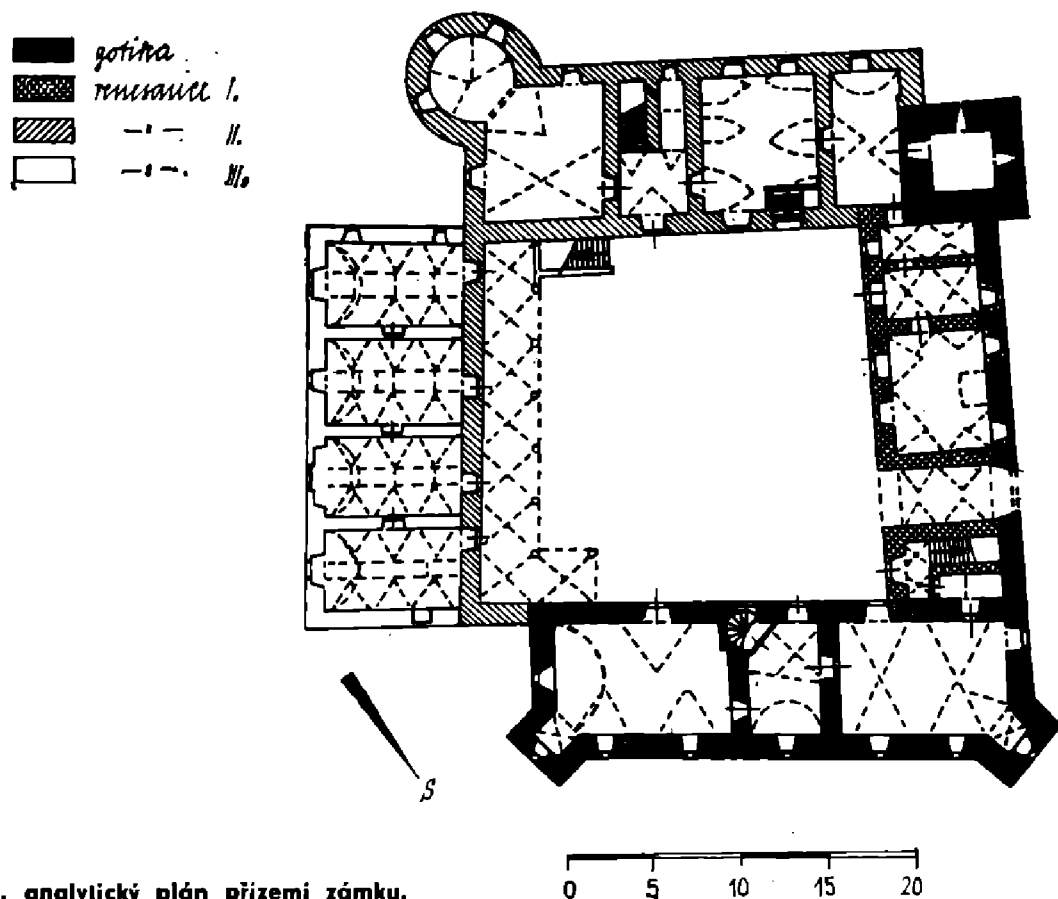 gotika
renesance I.
-"- II.
-"- III.
S
0 5 10 15 20
. analytický plán přízemí zámku.